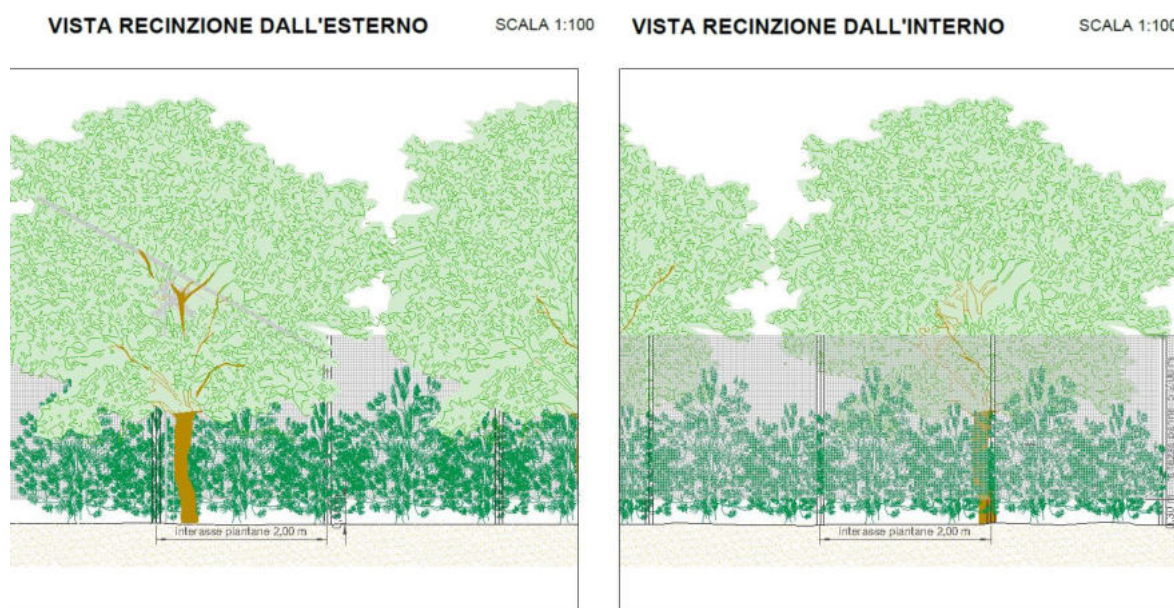 VISTA RECINZIONE DALL'ESTERNO
SCALA 1:100
VISTA RECINZIONE DALL'INTERNO
SCALA 1:100
interasse piantane 2,00 m
interasse piantane 2,00 m